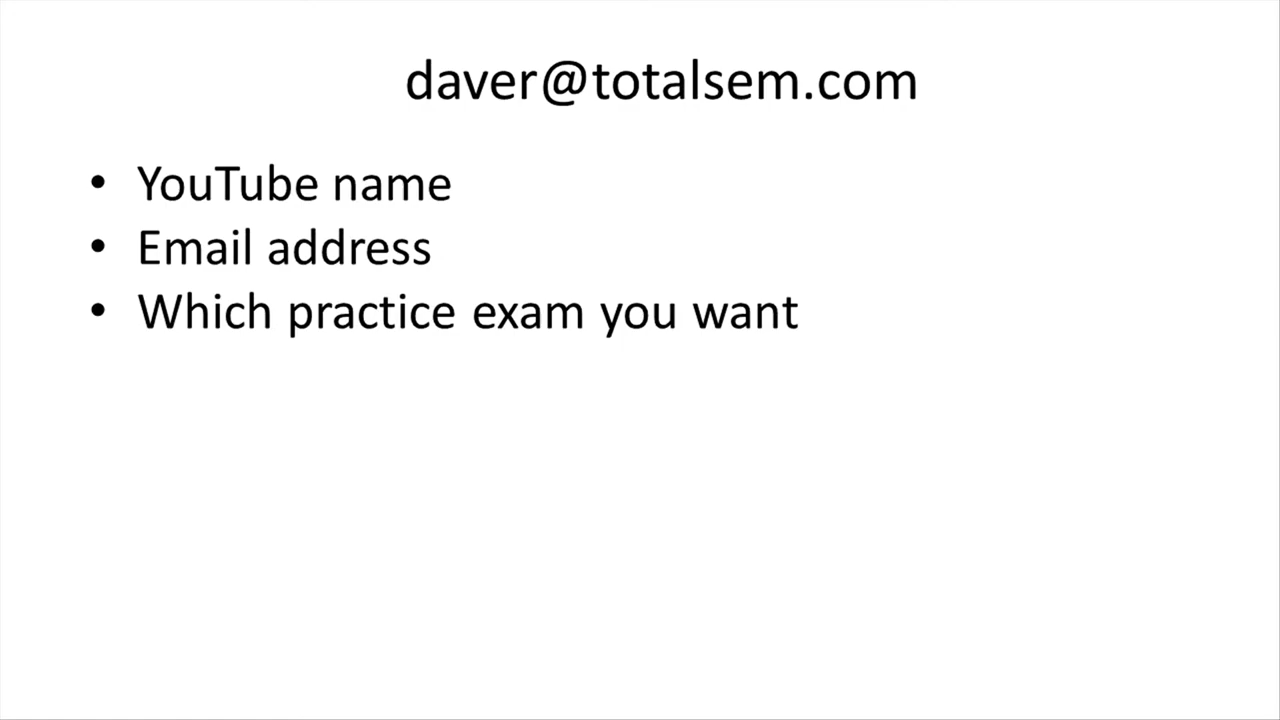 daver@totalsem.com
• YouTube name
• Email address
• Which practice exam you want